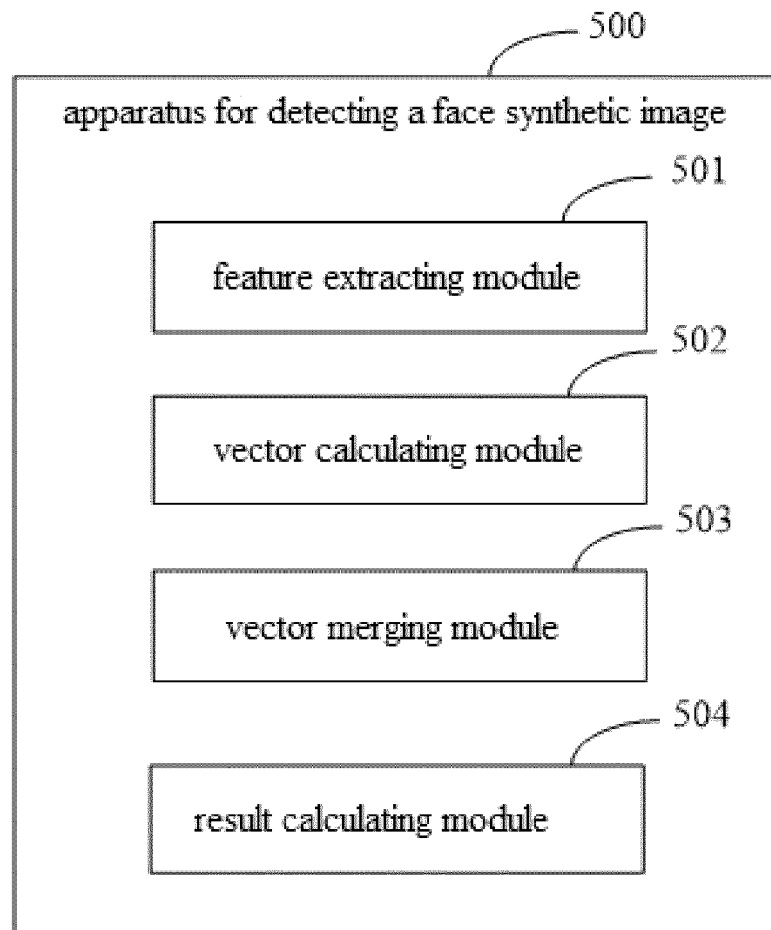 500
apparatus for detecting a face synthetic image
501
feature extracting module
502
vector calculating module
503
vector merging module
504
result calculating module